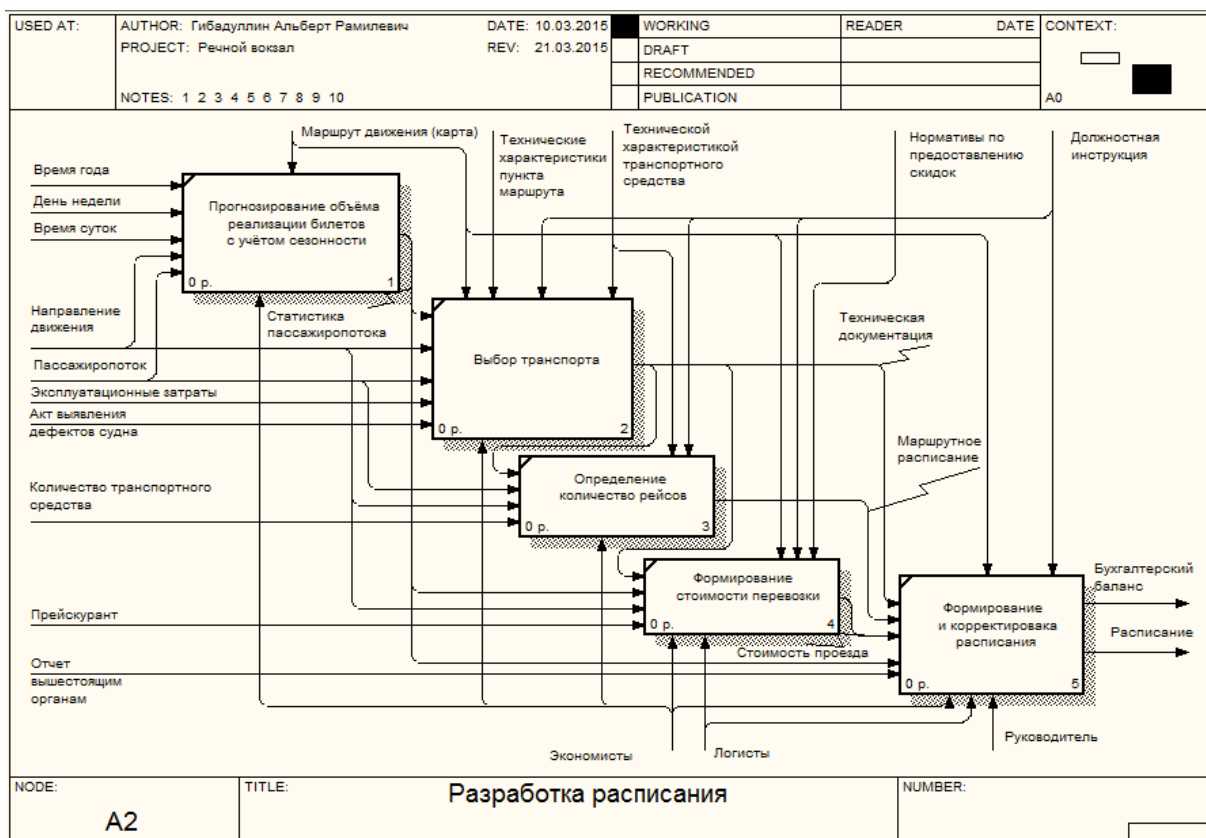 USED AT:
AUTHOR: Гибадуллин Альберт Рамилевич
DATE: 10.03.2015
PROJECT: Речной вокзал
REV: 21.03.2015
NOTES: 1 2 3 4 5 6 7 8 9 10
WORKING
DRAFT
RECOMMENDED
PUBLICATION
READER
DATE
CONTEXT:
A0
Маршрут движения (карта)
Технические
характеристики
пункта
маршрута
Технической
характеристикой
транспортного
средства
Нормативы по
предоставлению
скидок
Должностная
инструкция
Время года
День недели
Время суток
Прогнозирование объёма
реализации билетов
с учётом сезонности
0 р.
1
Направление
движения
Статистика
пассажиропотока
Пассажиропоток
Эксплуатационные затраты
Акт выявления
дефектов судна
Выбор транспорта
0 р.
2
Техническая
документация
Маршрутное
расписание
Количество транспортного
средства
Определение
количество рейсов
0 р.
3
Формирование
стоимости перевозки
0 р.
4
Прейскурант
Стоимость проезда
Отчет
вышестоящим
органам
Формирование
и корректировака
расписания
0 р.
5
Бухгалтерский
баланс
Расписание
Экономисты
Логисты
Руководитель
NODE:
A2
TITLE:
Разработка расписания
NUMBER: